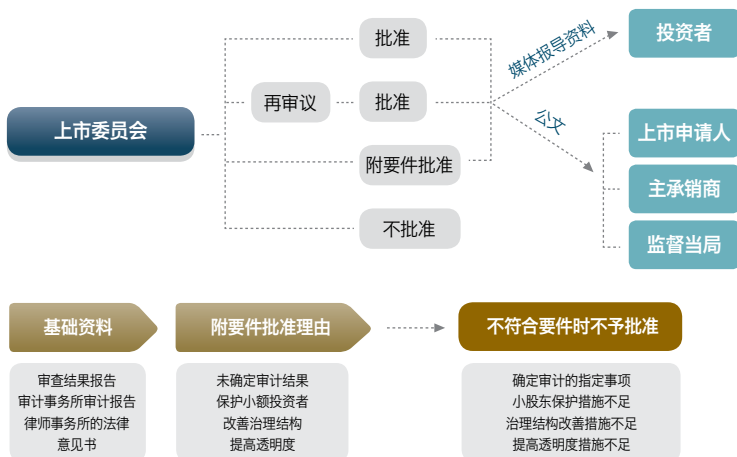 上市委员会
批准
再审议
批准
附要件批准
不批准
媒体报导资料
公文
投资者
上市申请人
主承销商
监督当局
基础资料
审查结果报告
审计事务所审计报告
律师事务所的法律
意见书
附要件批准理由
未确定审计结果
保护小额投资者
改善治理结构
提高透明度
不符合要件时不予批准
确定审计的指定事项
小股东保护措施不足
治理结构改善措施不足
提高透明度措施不足